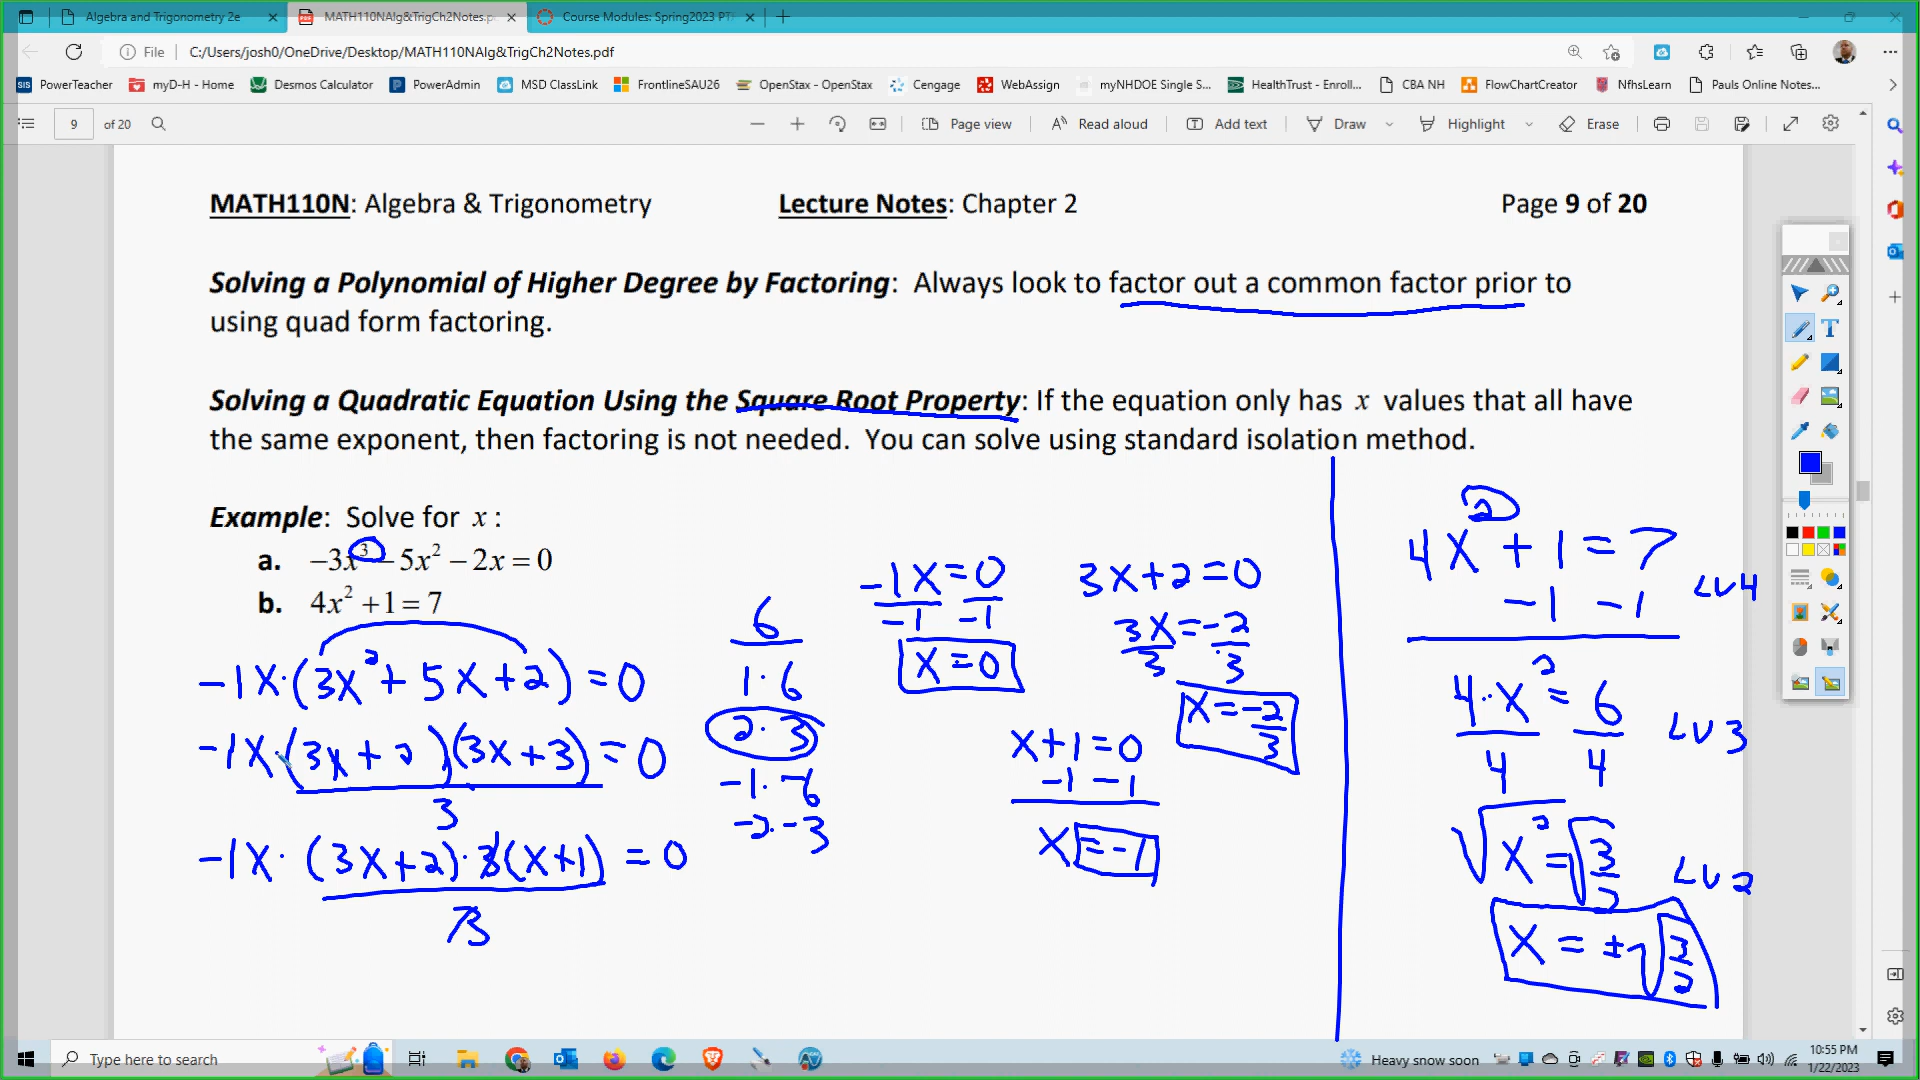 Algebra and Trigonometry 2e
MATH110NAlg&TrigCh2Notes.p
Course Modules: Spring2023 PT
File C:/Users/josh0/OneDrive/Desktop/MATH110NAlg&TrigCh2Notes.pdf
PowerTeacher myD-H - Home Desmos Calculator PowerAdmin MSD ClassLink FrontlineSAU26 OpenStax - OpenStax Cengage WebAssign myNHDOE Single S... HealthTrust - Enroll... CBA NH FlowChartCreator NfhsLearn Pauls Online Notes...
9 of 20 Page view Read aloud Add text Draw Highlight Erase
MATH110N: Algebra & Trigonometry Lecture Notes: Chapter 2 Page 9 of 20
Solving a Polynomial of Higher Degree by Factoring: Always look to factor out a common factor prior to
using quad form factoring.
Solving a Quadratic Equation Using the Square Root Property: If the equation only has x values that all have
the same exponent, then factoring is not needed. You can solve using standard isolation method.
Example: Solve for x :
a. −3x³ − 5x² − 2x = 0
b. 4x² + 1 = 7
-1x·(3x² + 5x + 2) = 0
-1x·(3x + 2)(3x + 3) = 0
3
-1x·(3x+2)·3(x+1) = 0
3
6
1·6
2·3
-1·-6
-2·-3
-1x = 0
-1 -1
x = 0
3x+2=0
3x = -2
3 3
x = -2/3
x+1=0
-1 -1
x = -1
4x² + 1 = 7
-1 -1
LV4
4·x² = 6
4 4
LV3
√x² = √3/2
LV2
x = ±√3/2
Type here to search
Heavy snow soon
10:55 PM
1/22/2023